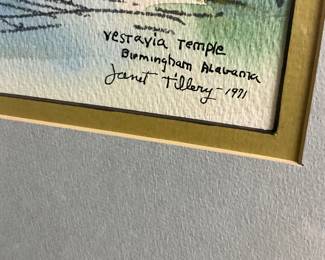 Vestavia Temple
Birmingham Alabama
Janet Tillery - 1971